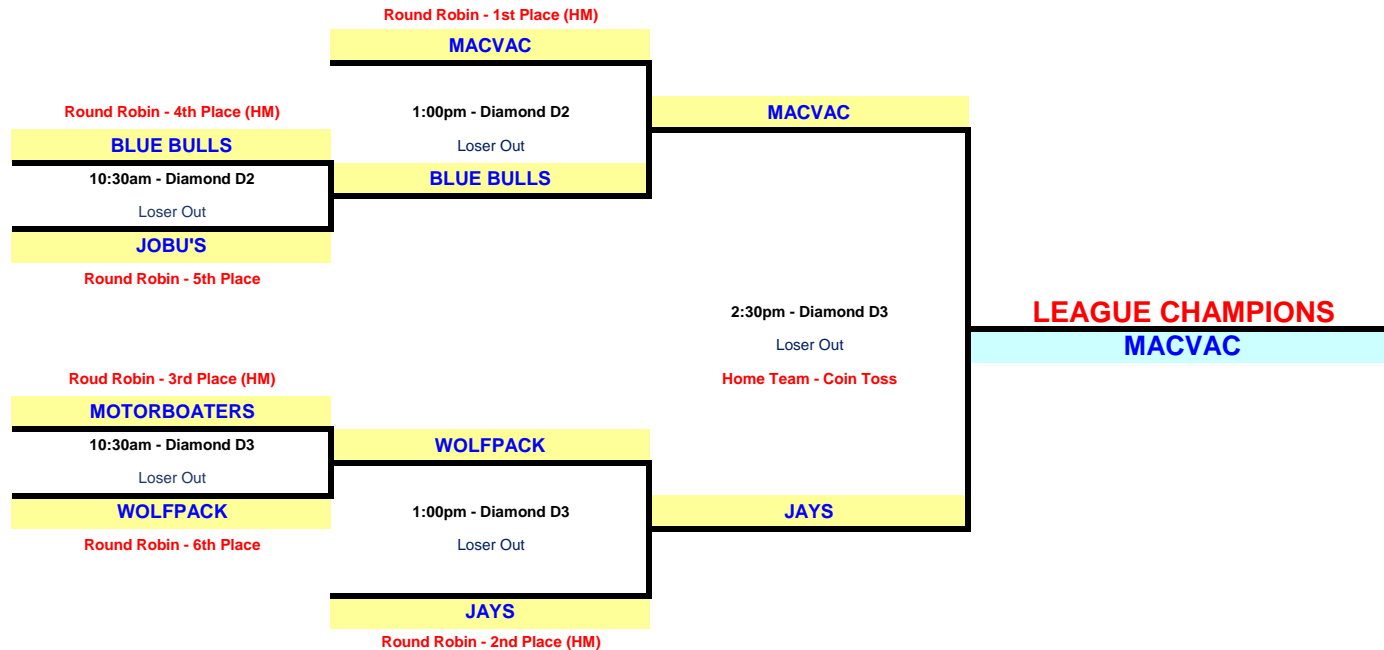 Round Robin - 1st Place (HM)
MACVAC
Round Robin - 4th Place (HM)
1:00pm - Diamond D2
MACVAC
BLUE BULLS
Loser Out
10:30am - Diamond D2
BLUE BULLS
Loser Out
JOBU'S
Round Robin - 5th Place
2:30pm - Diamond D3
LEAGUE CHAMPIONS
Loser Out
MACVAC
Roud Robin - 3rd Place (HM)
Home Team - Coin Toss
MOTORBOATERS
10:30am - Diamond D3
WOLFPACK
Loser Out
WOLFPACK
1:00pm - Diamond D3
JAYS
Round Robin - 6th Place
Loser Out
JAYS
Round Robin - 2nd Place (HM)